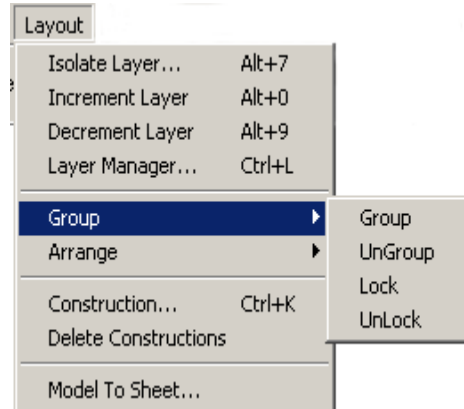 Layout
Isolate Layer... Alt+7
Increment Layer Alt+0
Decrement Layer Alt+9
Layer Manager... Ctrl+L
Group
Arrange
Construction... Ctrl+K
Delete Constructions
Model To Sheet...
Group
UnGroup
Lock
UnLock